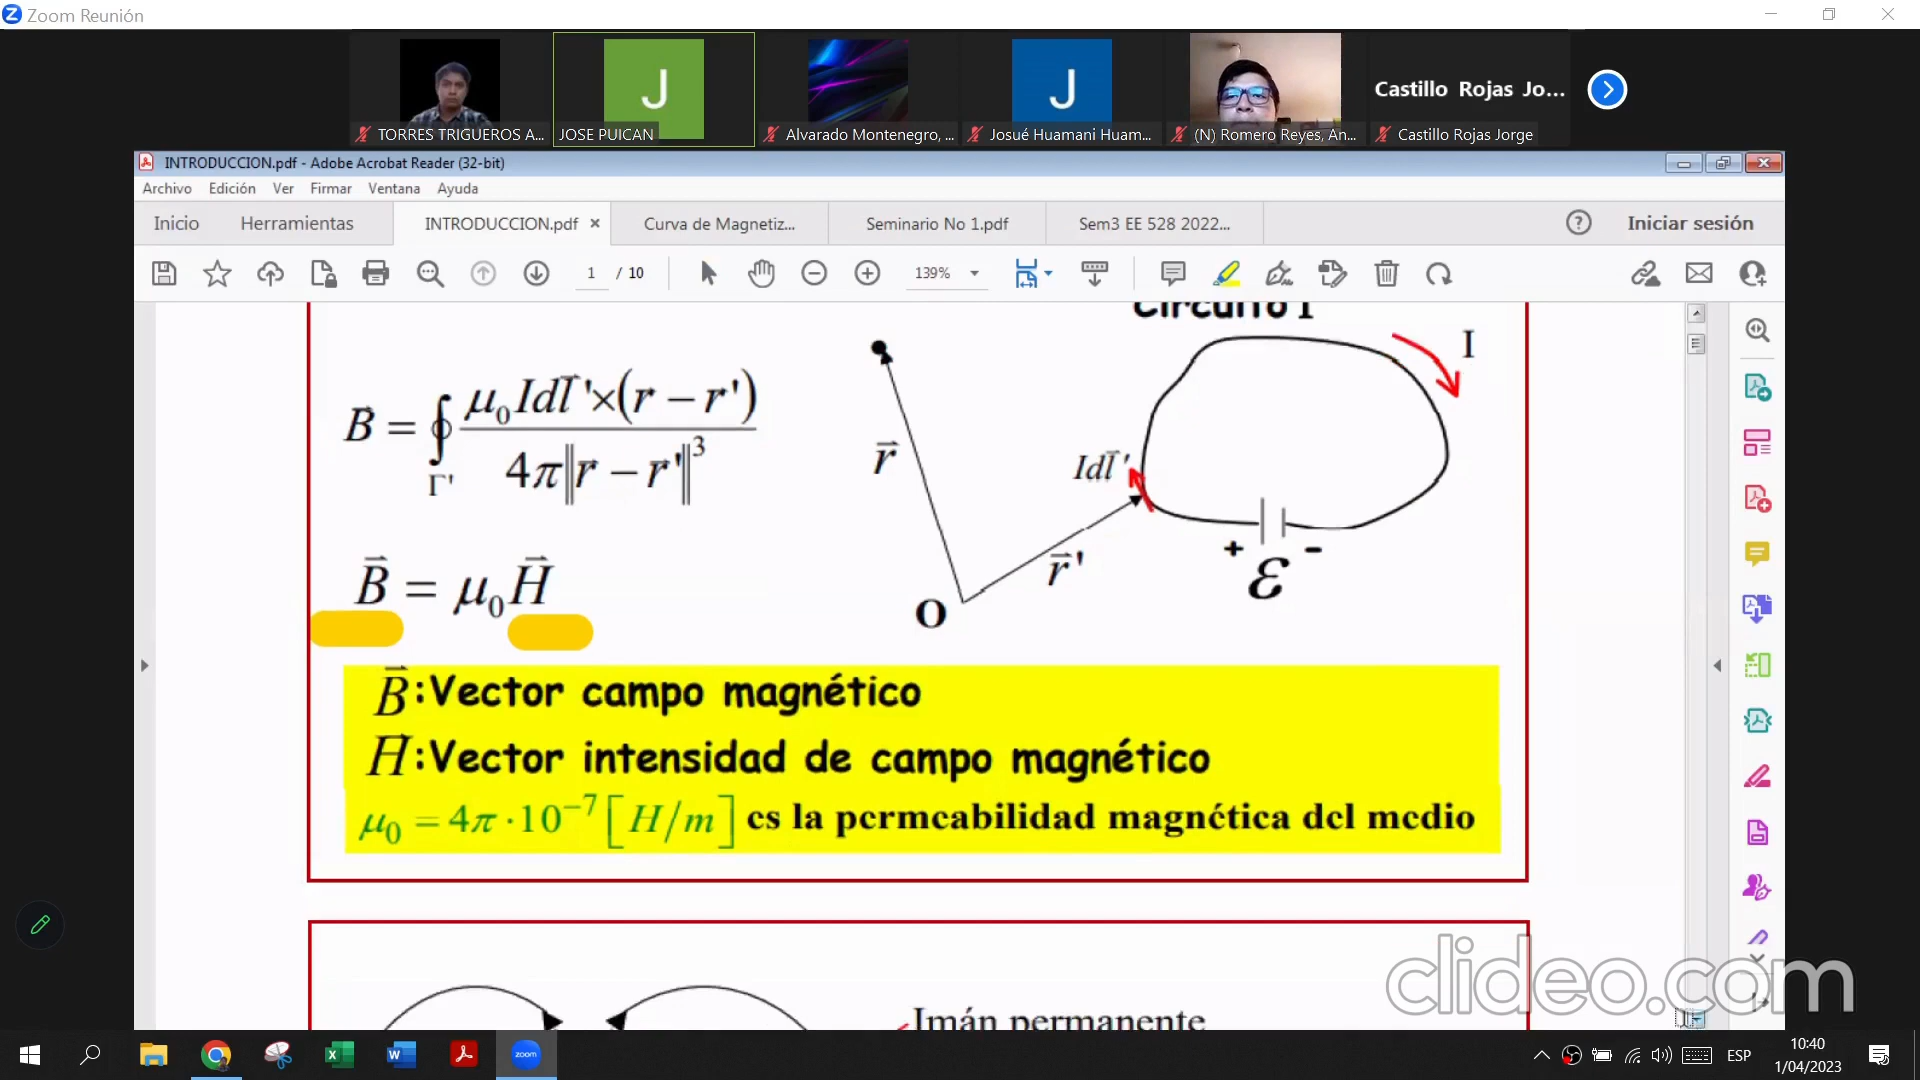 Zoom Reunión
J
J
Castillo Rojas Jo...
TORRES TRIGUEROS A...
JOSE PUICAN
Alvarado Montenegro, ...
Josué Huamani Huam...
(N) Romero Reyes, An...
Castillo Rojas Jorge
INTRODUCCION.pdf - Adobe Acrobat Reader (32-bit)
Archivo Edición Ver Firmar Ventana Ayuda
Inicio Herramientas INTRODUCCION.pdf × Curva de Magnetiz... Seminario No 1.pdf Sem3 EE 528 2022... Iniciar sesión
1 / 10 139%
Circuito I
I
B = ∮Γ' μ₀Idl⃗'×(r − r') / 4π‖r − r'‖³
r⃗
Idl⃗'
r⃗'
+ ε -
O
B⃗ = μ₀H⃗
B⃗:Vector campo magnético
H⃗:Vector intensidad de campo magnético
μ₀ = 4π·10⁻⁷ [H/m] es la permeabilidad magnética del medio
Imán permanente
clideo.com
zoom
ESP
10:40
1/04/2023